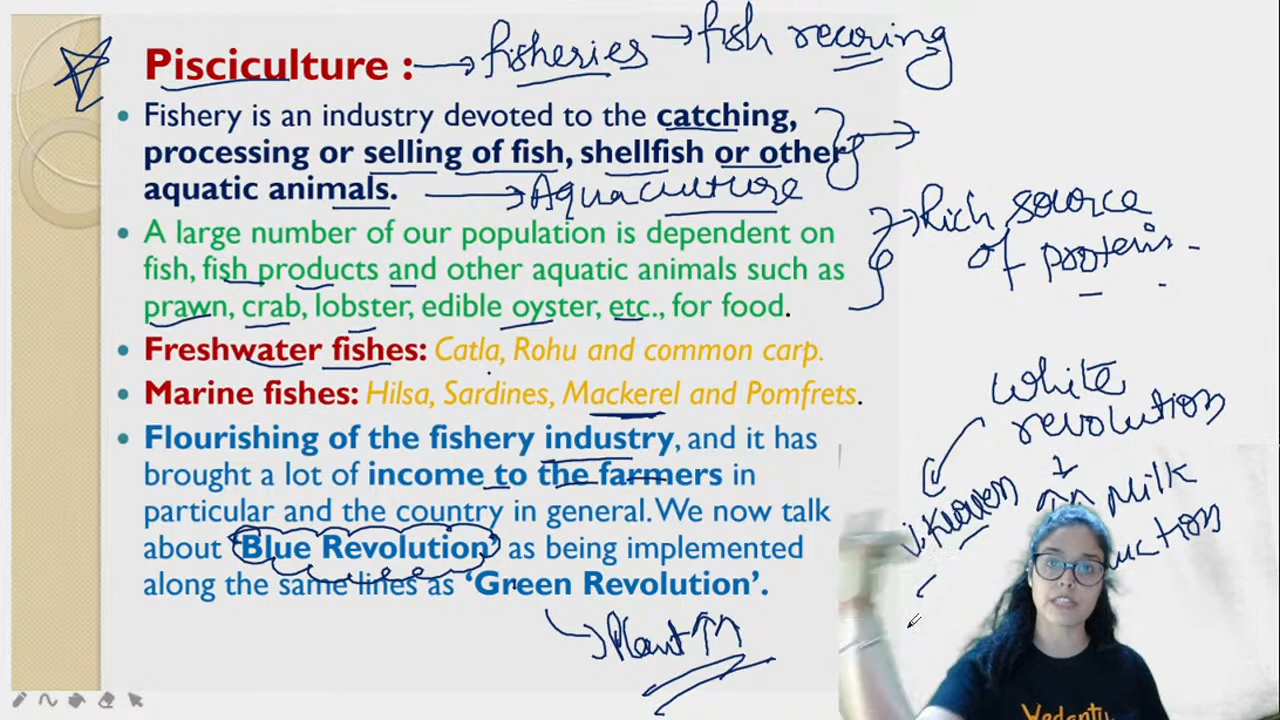 Pisciculture : → fisheries → fish recoring
• Fishery is an industry devoted to the catching,
processing or selling of fish, shellfish or other
aquatic animals. → Aquaculture
• A large number of our population is dependent on
fish, fish products and other aquatic animals such as
prawn, crab, lobster, edible oyster, etc., for food.
→ Rich source
of protein.
• Freshwater fishes: Catla, Rohu and common carp.
• Marine fishes: Hilsa, Sardines, Mackerel and Pomfrets.
• Flourishing of the fishery industry, and it has
brought a lot of income to the farmers in
particular and the country in general. We now talk
about 'Blue Revolution' as being implemented
along the same lines as 'Green Revolution'.
→ Plant ↑↑
white
revolution
Milk
Vedantu